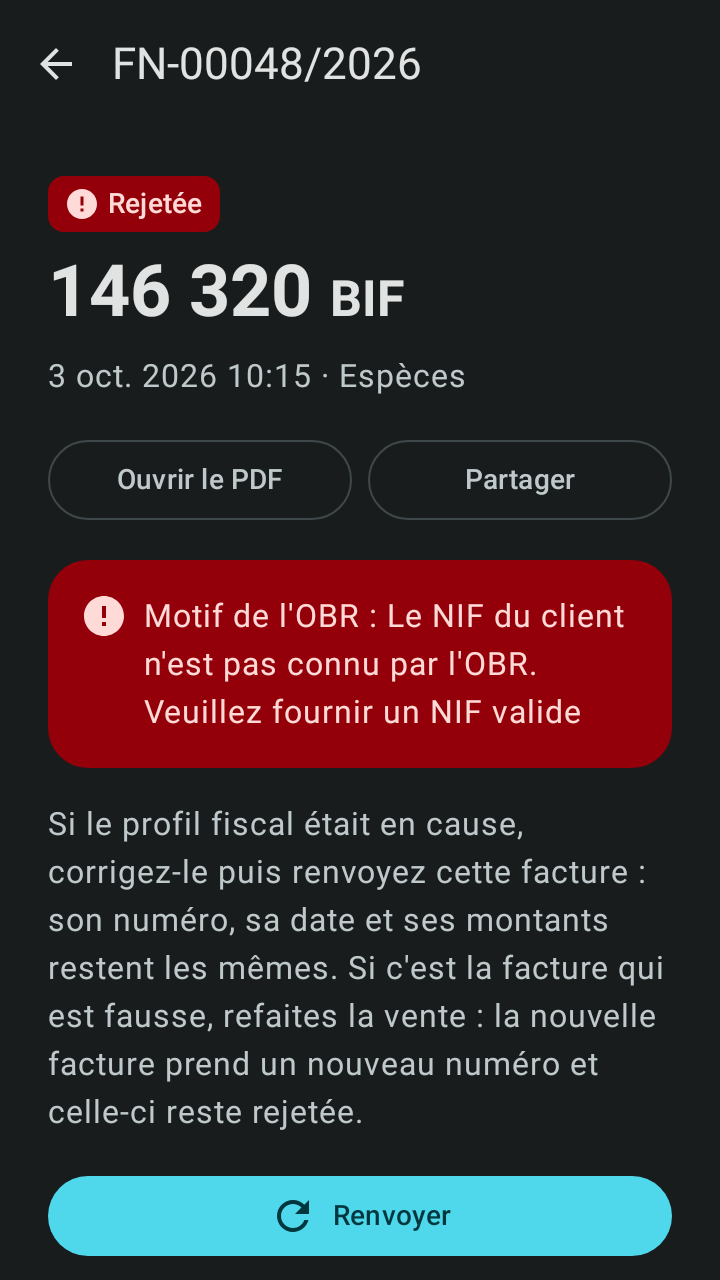 FN-00048/2026
Rejetée
146 320 BIF
3 oct. 2026 10:15 · Espèces
Ouvrir le PDF
Partager
Motif de l'OBR : Le NIF du client
n'est pas connu par l'OBR.
Veuillez fournir un NIF valide
Si le profil fiscal était en cause,
corrigez-le puis renvoyez cette facture :
son numéro, sa date et ses montants
restent les mêmes. Si c'est la facture qui
est fausse, refaites la vente : la nouvelle
facture prend un nouveau numéro et
celle-ci reste rejetée.
Renvoyer